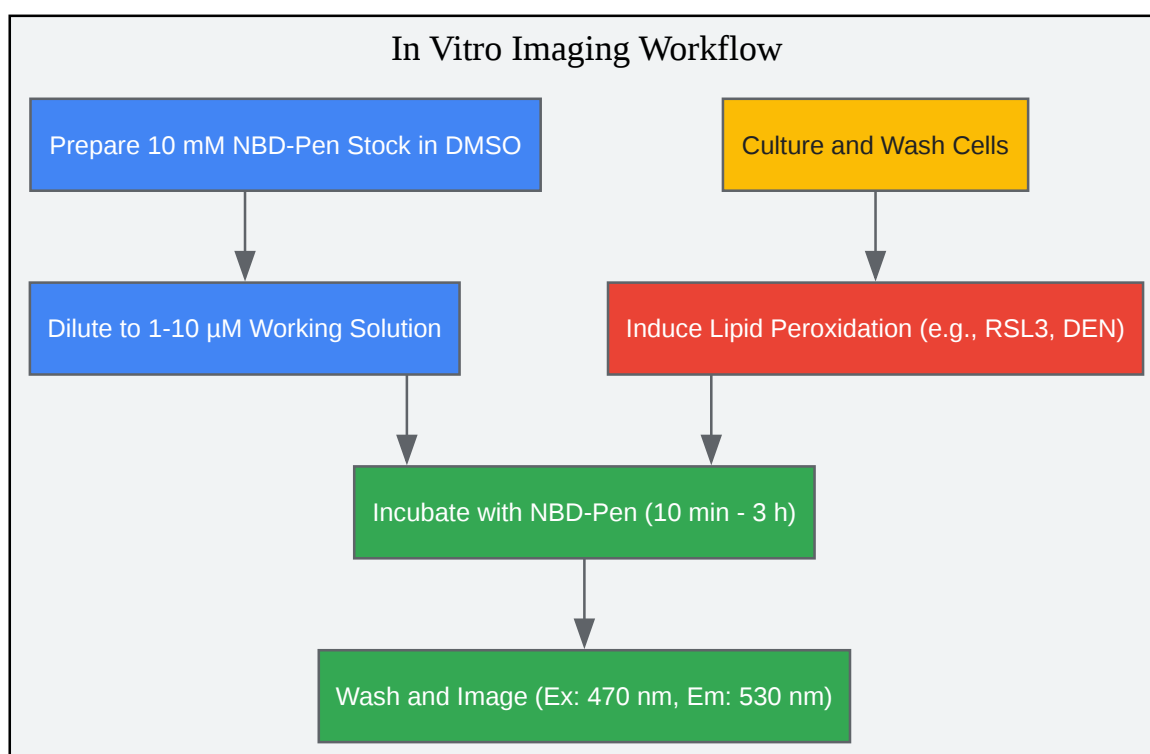 In Vitro Imaging Workflow
Prepare 10 mM NBD-Pen Stock in DMSO
Culture and Wash Cells
Dilute to 1-10 µM Working Solution
Induce Lipid Peroxidation (e.g., RSL3, DEN)
Incubate with NBD-Pen (10 min - 3 h)
Wash and Image (Ex: 470 nm, Em: 530 nm)